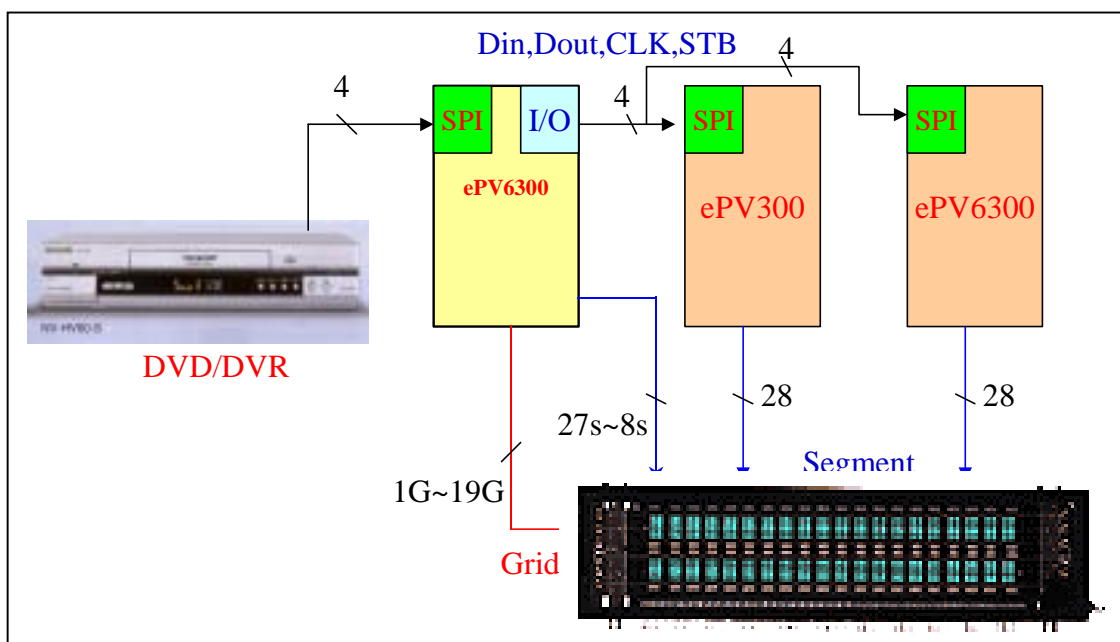 Din,Dout,CLK,STB
4
4
4
SPI
I/O
SPI
SPI
ePV6300
ePV300
ePV6300
DVD/DVR
28
28
27s~8s
1G~19G
Segment
Grid